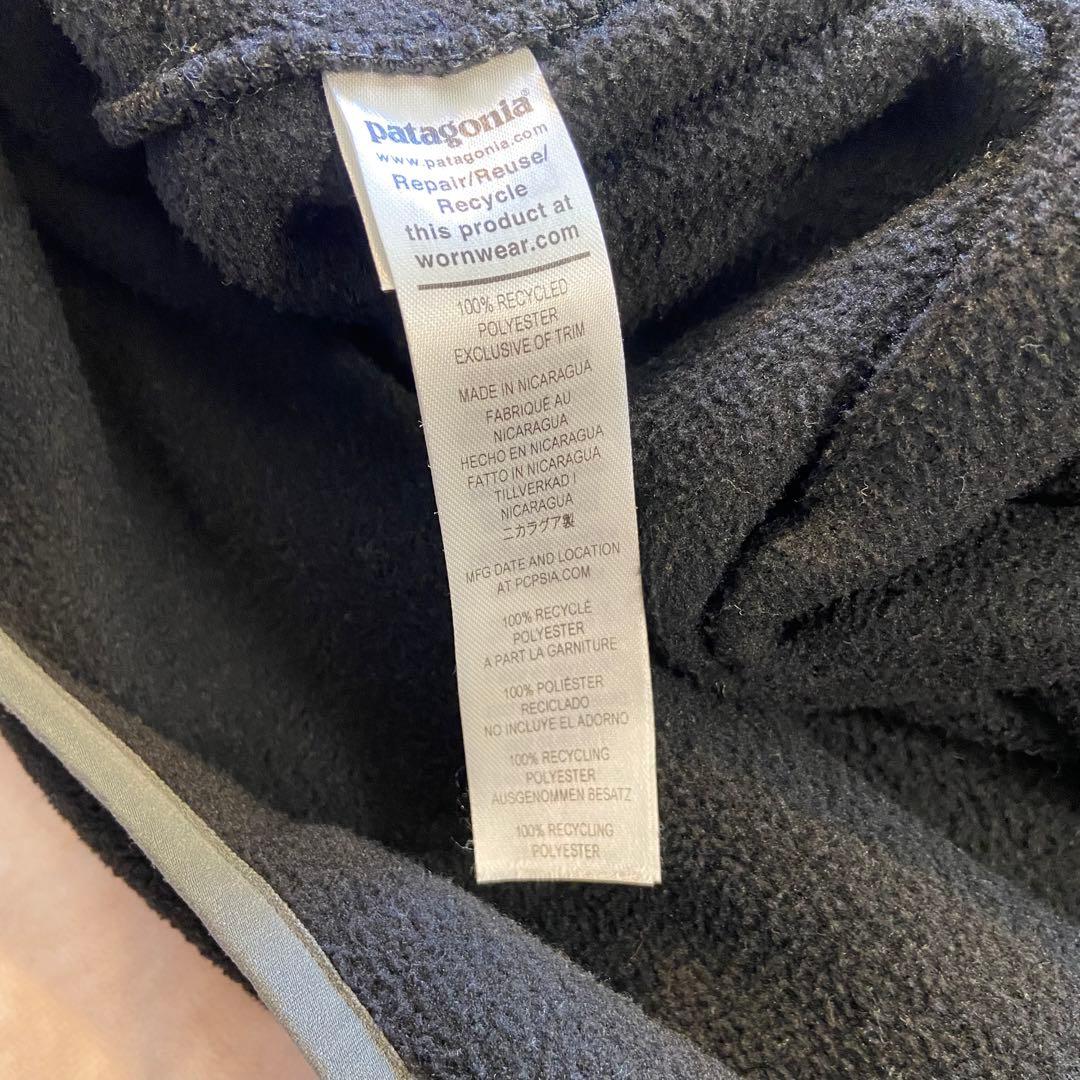 patagonia®
www.patagonia.com
Repair/Reuse/
Recycle
this product at
wornwear.com
100% RECYCLED
POLYESTER
EXCLUSIVE OF TRIM
MADE IN NICARAGUA
FABRIQUÉ AU
NICARAGUA
HECHO EN NICARAGUA
FATTO IN NICARAGUA
TILLVERKAD I
NICARAGUA
ニカラグア製
MFG DATE AND LOCATION
AT PCPSIA.COM
100% RECYCLÉ
POLYESTER
A PART LA GARNITURE
100% POLIÉSTER
RECICLADO
NO INCLUYE EL ADORNO
100% RECYCLING
POLYESTER
AUSGENOMMEN BESATZ
100% RECYCLING
POLYESTER